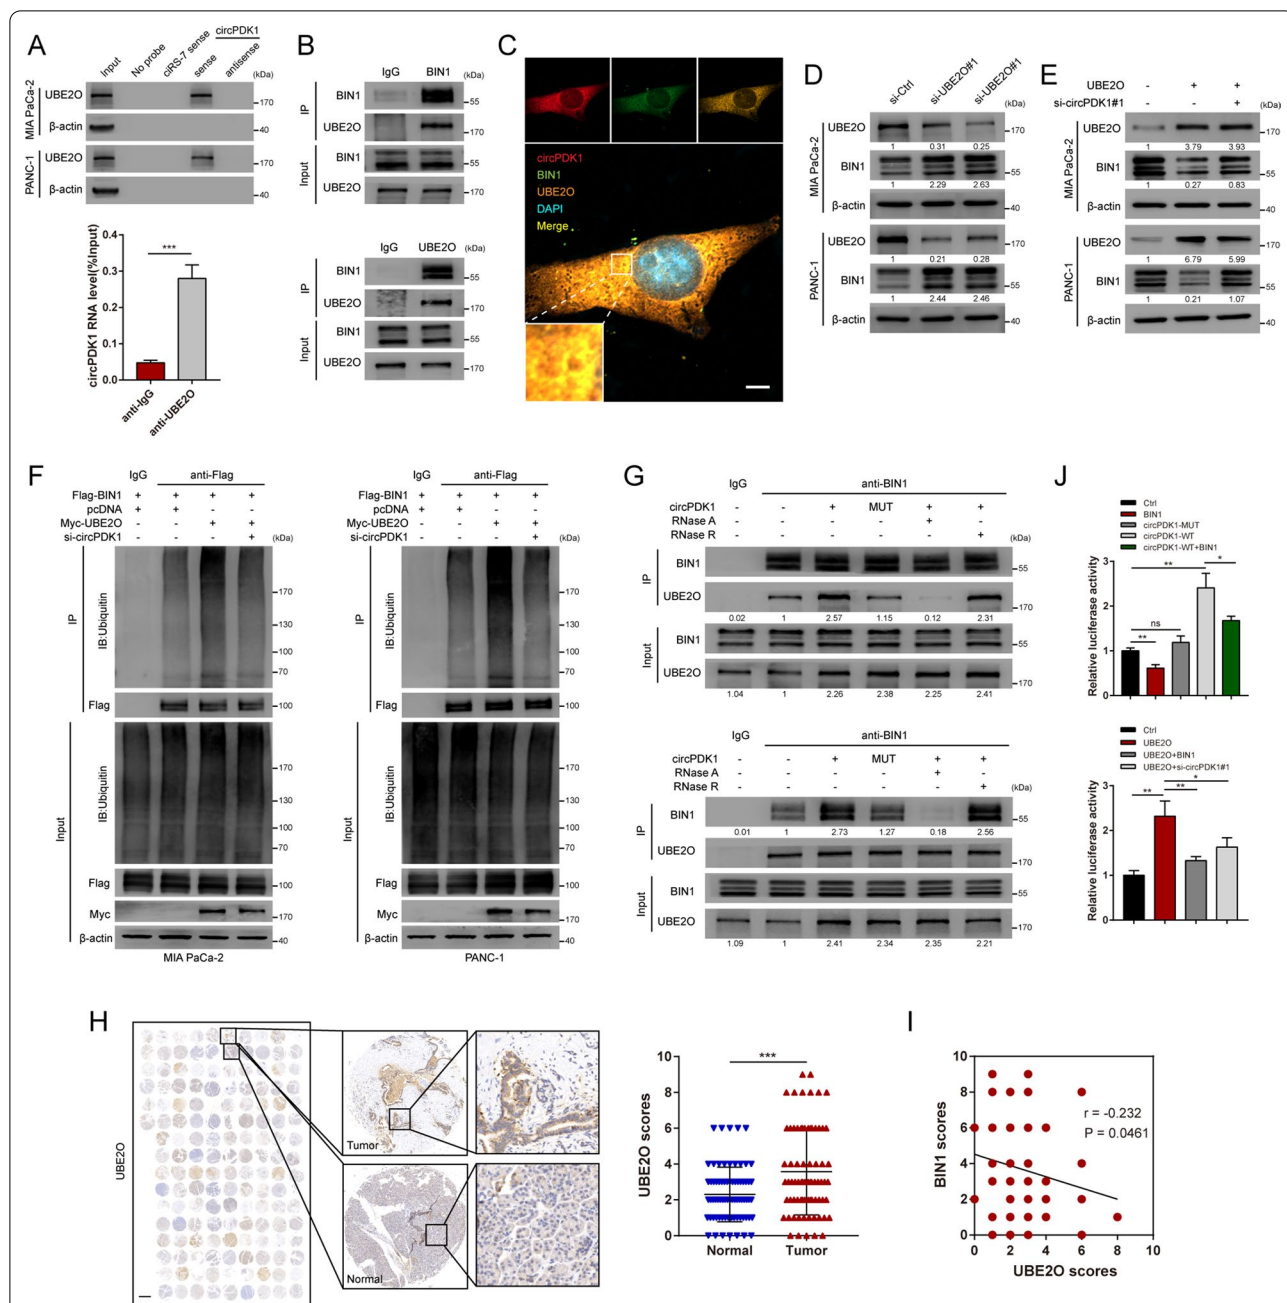 A
circPDK1
Input
No probe
ciRS-7 sense
sense
antisense
(kDa)
MIA PaCa-2
UBE2O
170
β-actin
40
PANC-1
UBE2O
170
β-actin
40
circPDK1 RNA level(%Input)
***
0.4
0.3
0.2
0.1
0.0
anti-IgG
anti-UBE2O
B
IgG BIN1 (kDa)
IP
BIN1
55
UBE2O
170
Input
BIN1
55
UBE2O
170
IgG UBE2O (kDa)
IP
BIN1
55
UBE2O
170
Input
BIN1
55
UBE2O
170
C
circPDK1
BIN1
UBE2O
DAPI
Merge
D
si-Ctrl
si-UBE2O#1
si-UBE2O#1
(kDa)
MIA PaCa-2
UBE2O
170
1 0.31 0.25
BIN1
55
1 2.29 2.63
β-actin
40
PANC-1
UBE2O
170
1 0.21 0.28
BIN1
55
1 2.44 2.46
β-actin
40
E
UBE2O - + +
si-circPDK1#1 - - +
(kDa)
MIA PaCa-2
UBE2O
170
1 3.79 3.93
BIN1
55
1 0.27 0.83
β-actin
40
PANC-1
UBE2O
170
1 6.79 5.99
BIN1
55
1 0.21 1.07
β-actin
40
F
IgG anti-Flag
Flag-BIN1 + + + +
pcDNA + + - -
Myc-UBE2O - - + +
si-circPDK1 - - - +
(kDa)
IP
IB:Ubiquitin
170
130
100
70
Flag
100
Input
IB:Ubiquitin
170
130
100
70
Flag
100
Myc
170
β-actin
40
MIA PaCa-2
IgG anti-Flag
Flag-BIN1 + + + +
pcDNA + + - -
Myc-UBE2O - - + +
si-circPDK1 - - - +
(kDa)
IP
IB:Ubiquitin
170
130
100
70
Flag
100
Input
IB:Ubiquitin
170
130
100
70
Flag
100
Myc
170
β-actin
40
PANC-1
G
IgG anti-BIN1
circPDK1 - - + MUT + +
RNase A - - - - + -
RNase R - - - - - +
(kDa)
IP
BIN1
55
UBE2O
170
0.02 1 2.57 1.15 0.12 2.31
Input
BIN1
55
UBE2O
170
1.04 1 2.26 2.38 2.25 2.41
IgG anti-BIN1
circPDK1 - - + MUT + +
RNase A - - - - + -
RNase R - - - - - +
(kDa)
IP
BIN1
55
0.01 1 2.73 1.27 0.18 2.56
UBE2O
170
Input
BIN1
55
UBE2O
170
1.09 1 2.41 2.34 2.35 2.21
J
Ctrl
BIN1
circPDK1-MUT
circPDK1-WT
circPDK1-WT+BIN1
Relative luciferase activity
3
2
1
0
**
ns
**
*
Ctrl
UBE2O
UBE2O+BIN1
UBE2O+si-circPDK1#1
Relative luciferase activity
3
2
1
0
**
**
*
H
UBE2O
Tumor
Normal
UBE2O scores
***
10
8
6
4
2
0
Normal
Tumor
I
BIN1 scores
10
9
8
7
6
5
4
3
2
1
0
r = -0.232
P = 0.0461
0 2 4 6 8 10
UBE2O scores